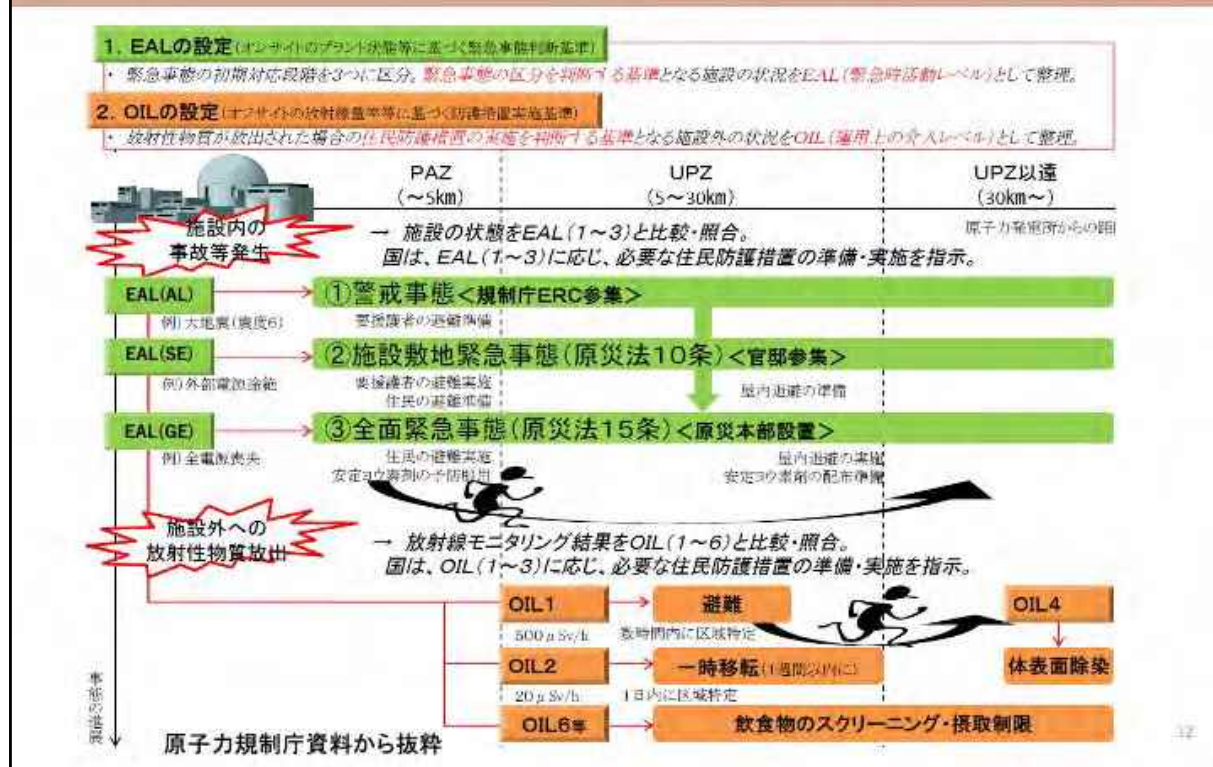 1. EALの設定(オンサイトのプラント状態等に基づく緊急事態判断基準)
・ 緊急事態の初期対応段階を3つに区分。緊急事態の区分を判断する基準となる施設の状況をEAL(緊急時活動レベル)として整理。
2. OILの設定(オフサイトの放射線量率等に基づく防護措置実施基準)
・ 放射性物質が放出された場合の住民防護措置の実施を判断する基準となる施設外の状況をOIL(運用上の介入レベル)として整理。
PAZ
(～5km)
UPZ
(5～30km)
UPZ以遠
(30km～)
原子力発電所からの距
施設内の
事故等発生
→ 施設の状態をEAL(1～3)と比較・照合。
国は、EAL(1～3)に応じ、必要な住民防護措置の準備・実施を指示。
EAL(AL)
①警戒事態<規制庁ERC参集>
例)大地震(震度6)
要援護者の避難準備
EAL(SE)
②施設敷地緊急事態(原災法10条)<官邸参集>
例)外部電源途絶
要援護者の避難実施
住民の避難準備
屋内退避の準備
EAL(GE)
③全面緊急事態(原災法15条)<原災本部設置>
例)全電源喪失
住民の避難実施
安定ヨウ素剤の予防服用
屋内退避の実施
安定ヨウ素剤の配布準備
施設外への
放射性物質放出
→ 放射線モニタリング結果をOIL(1～6)と比較・照合。
国は、OIL(1～3)に応じ、必要な住民防護措置の準備・実施を指示。
OIL1
避難
OIL4
500μSv/h
数時間内に区域特定
OIL2
一時移転(1週間以内に)
体表面除染
20μSv/h
1日内に区域特定
OIL6等
飲食物のスクリーニング・摂取制限
事態の進展
原子力規制庁資料から抜粋